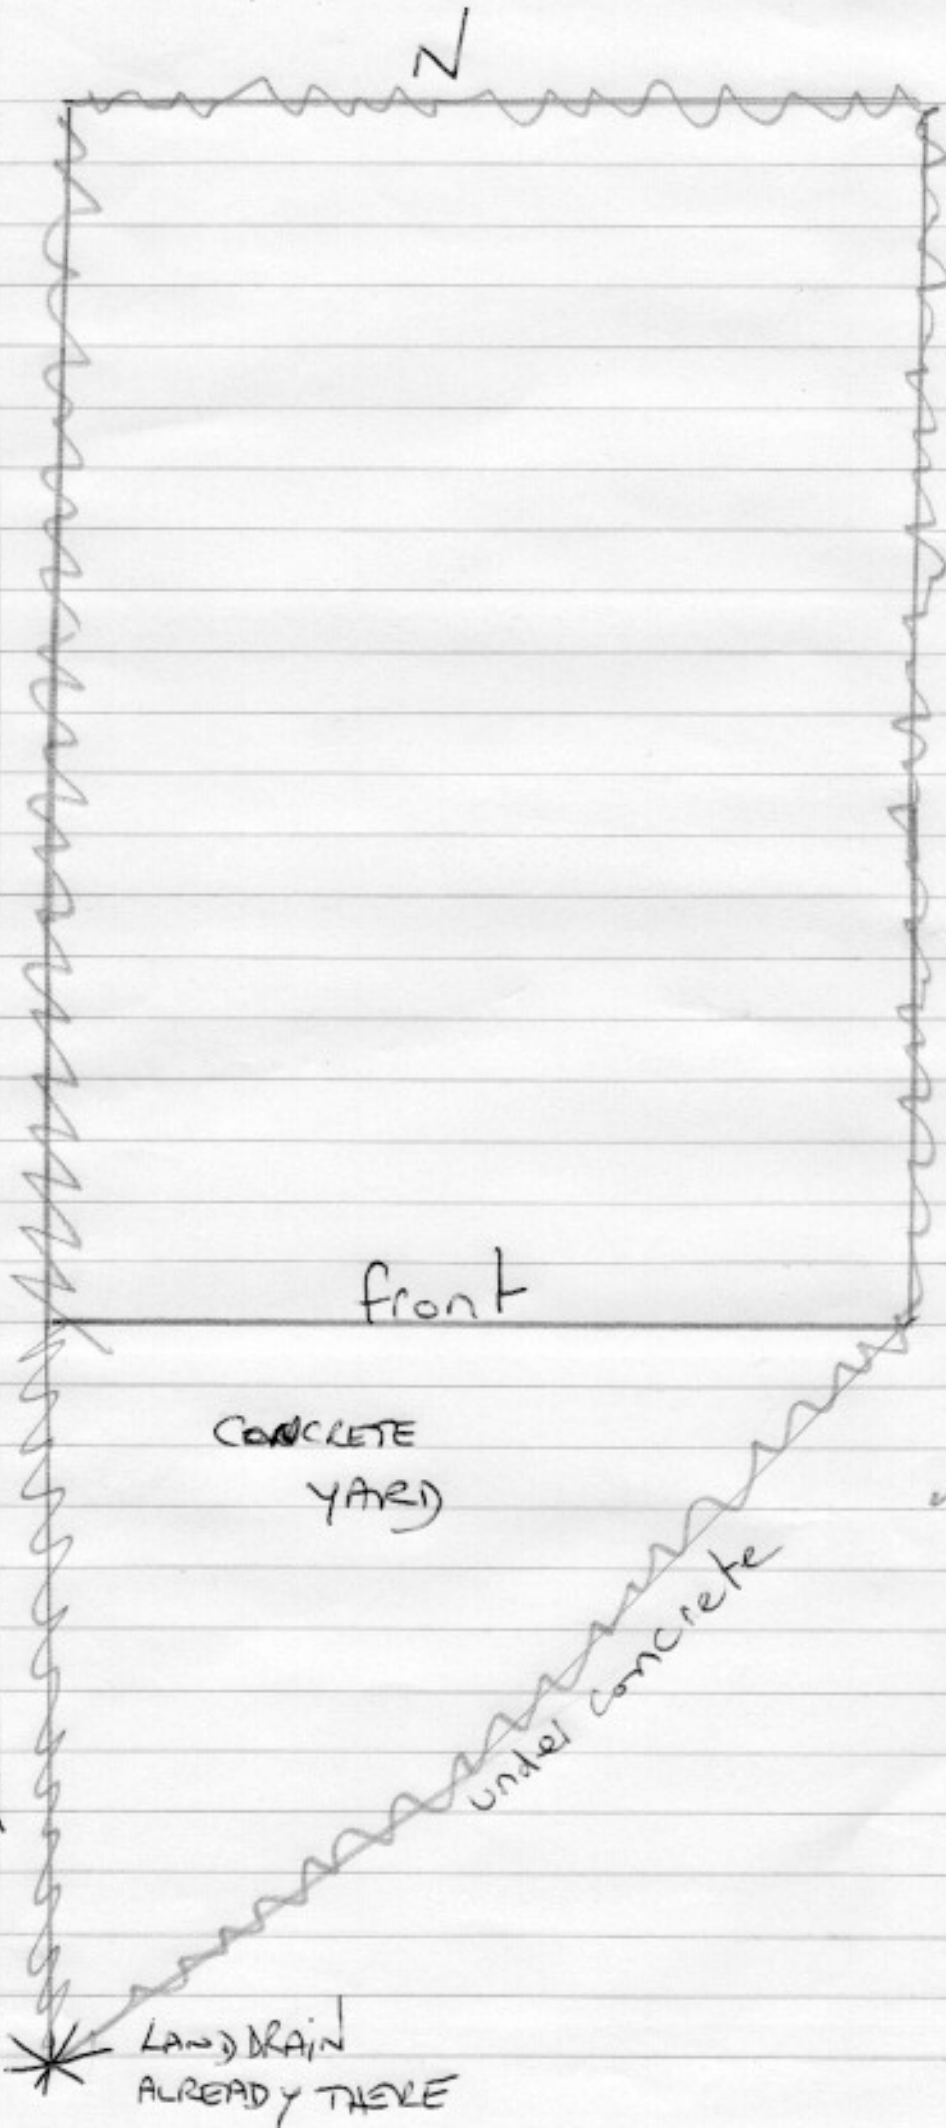 N
front
CONCRETE
YARD
under concrete
LAND DRAIN
ALREADY THERE